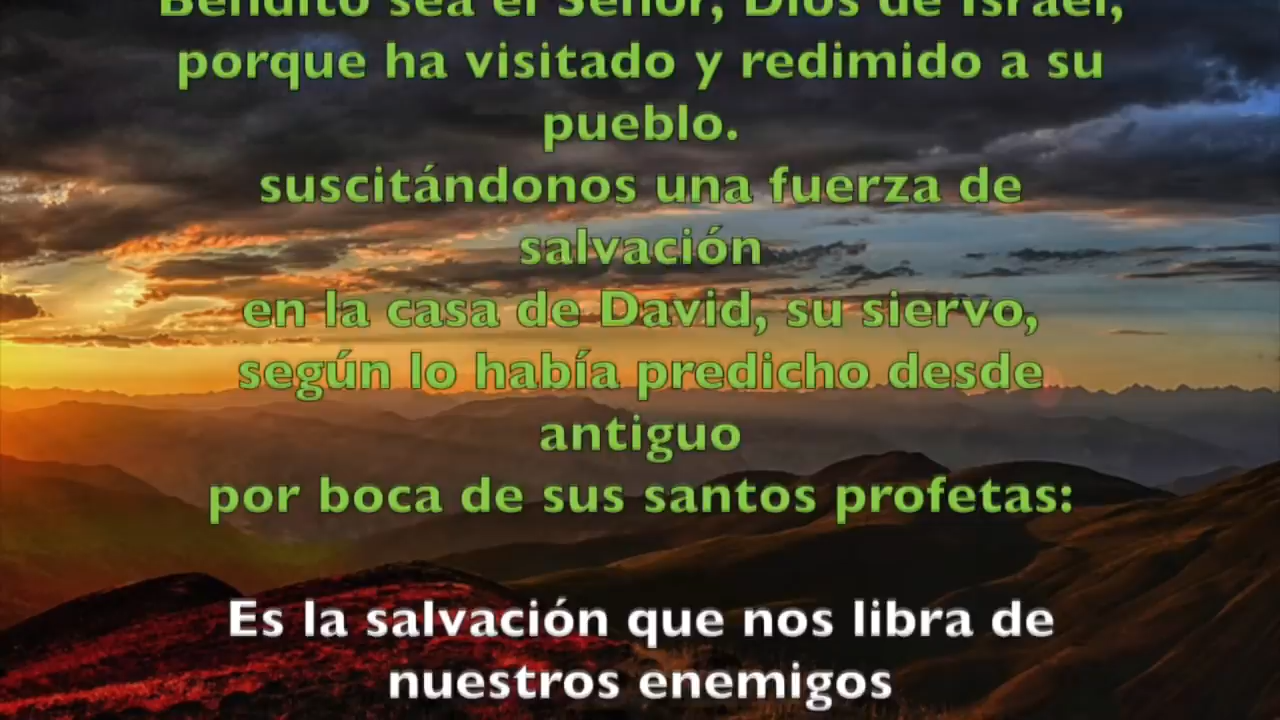 Bendito sea el Señor, Dios de Israel,
porque ha visitado y redimido a su
pueblo.
suscitándonos una fuerza de
salvación
en la casa de David, su siervo,
según lo había predicho desde
antiguo
por boca de sus santos profetas:
Es la salvación que nos libra de
nuestros enemigos